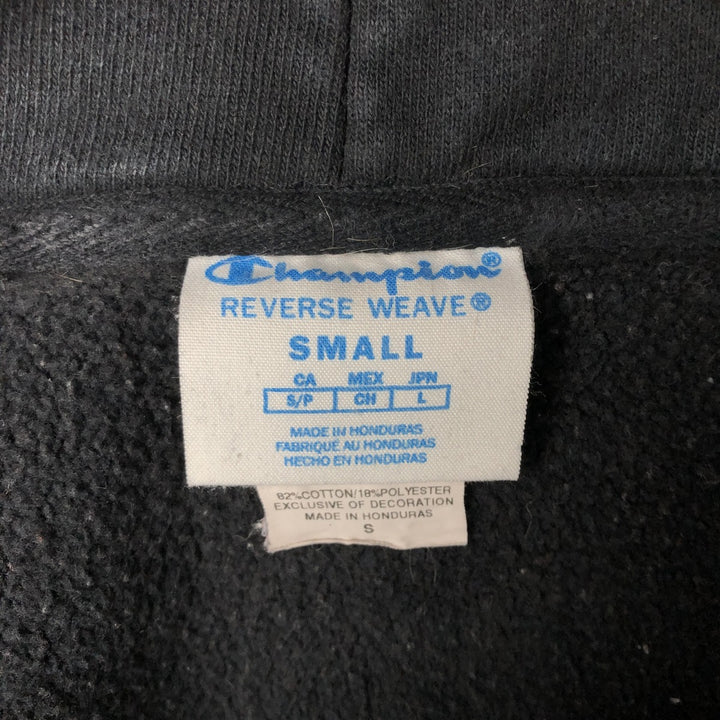 Champion®
REVERSE WEAVE®
SMALL
CA MEX JPN
S/P CH L
MADE IN HONDURAS
FABRIQUE AU HONDURAS
HECHO EN HONDURAS
82%COTTON/18%POLYESTER
EXCLUSIVE OF DECORATION
MADE IN HONDURAS
S